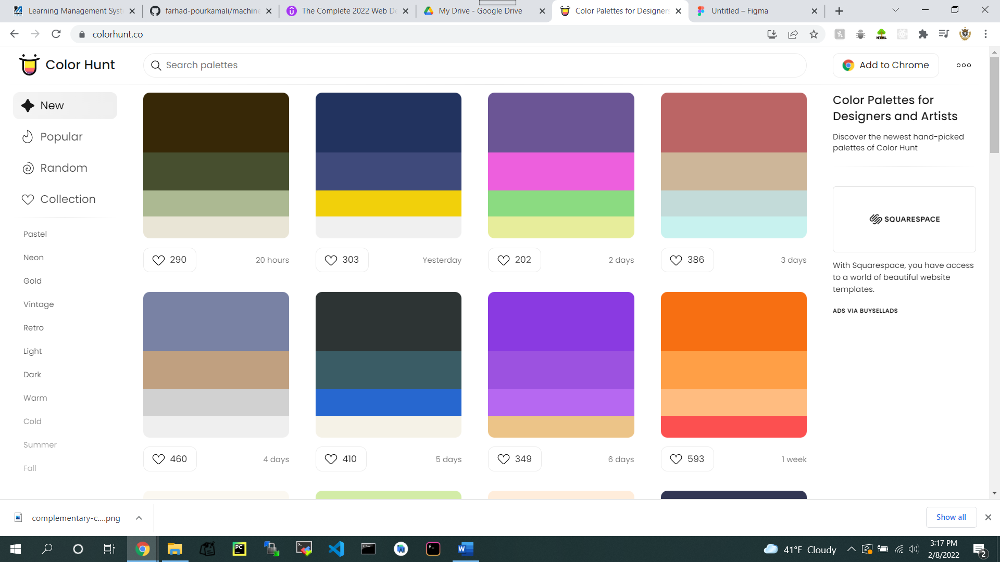 Learning Management Syst
farhad-pourkamali/machine
The Complete 2022 Web De
My Drive - Google Drive
Color Palettes for Designers
Untitled – Figma
colorhunt.co
HTML
Color Hunt
Search palettes
Add to Chrome
New
Popular
Random
Collection
Pastel
Neon
Gold
Vintage
Retro
Light
Dark
Warm
Cold
Summer
Fall
290
20 hours
303
Yesterday
202
2 days
386
3 days
460
4 days
410
5 days
349
6 days
593
1 week
Color Palettes for
Designers and Artists
Discover the newest hand-picked
palettes of Color Hunt
SQUARESPACE
With Squarespace, you have access
to a world of beautiful website
templates.
ADS VIA BUYSELLADS
complementary-c....png
Show all
PC
W
41°F Cloudy
3:17 PM
2/8/2022
2